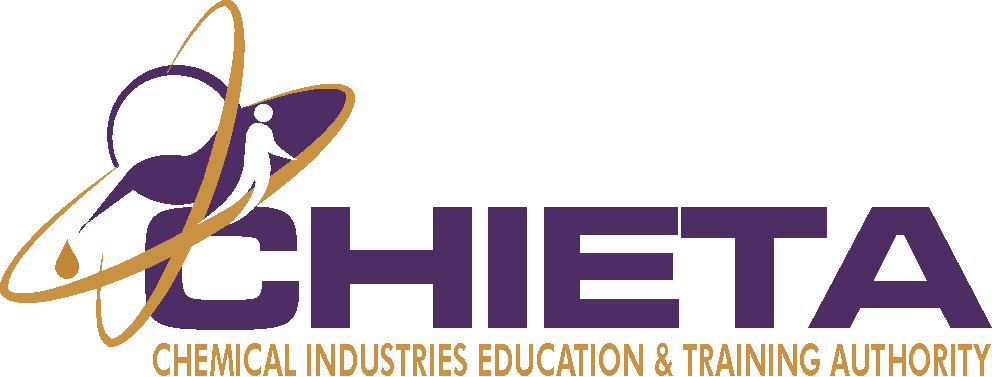 CHIETA
CHEMICAL INDUSTRIES EDUCATION & TRAINING AUTHORITY